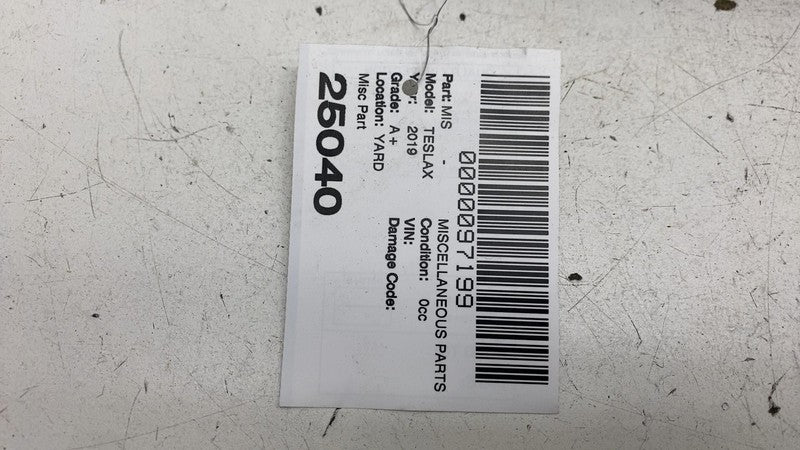 0000097199
Part: MIS - MISCELLANEOUS PARTS
Model: TESLAX Condition: 0cc
Year: 2019 VIN:
Grade: A+ Damage Code:
Location: YARD
Misc Part
25040